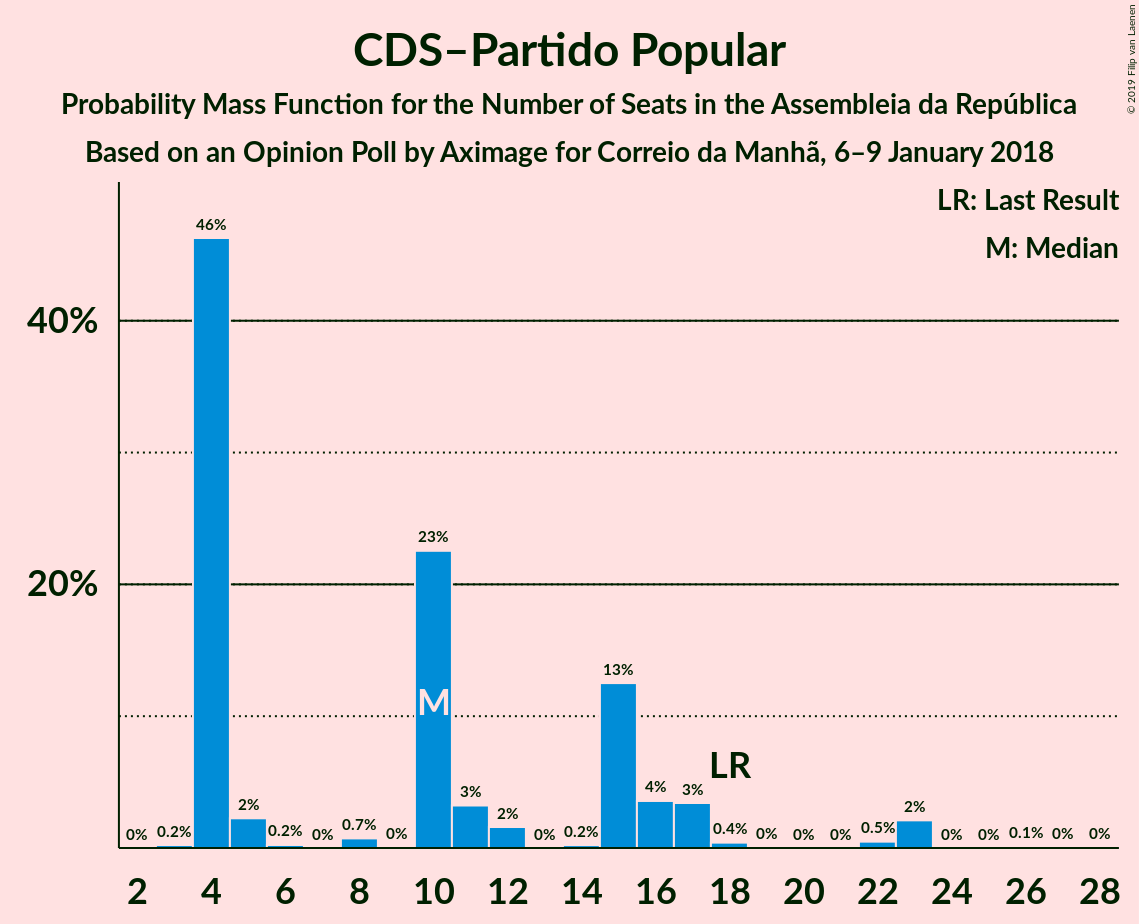 CDS–Partido Popular
Probability Mass Function for the Number of Seats in the Assembleia da República
Based on an Opinion Poll by Aximage for Correio da Manhã, 6–9 January 2018
© 2019 Filip van Laenen
LR: Last Result
M: Median
40%
20%
0% 0.2% 46% 2% 0.2% 0% 0.7% 0% 23% 3% 2% 0% 0.2% 13% 4% 3% 0.4% 0% 0% 0% 0.5% 2% 0% 0% 0.1% 0% 0%
M
LR
2 4 6 8 10 12 14 16 18 20 22 24 26 28